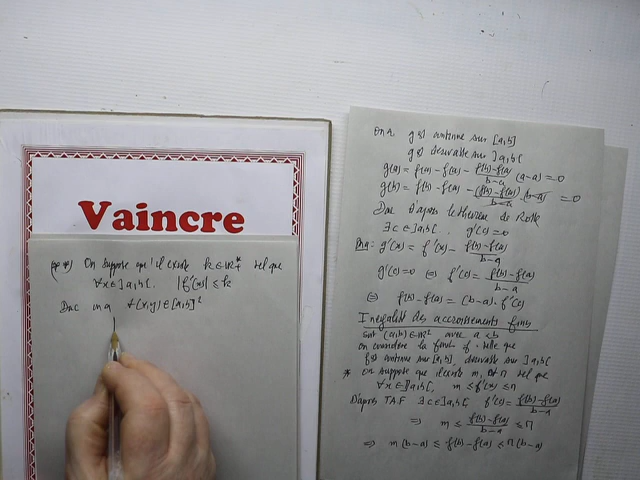 Vaincre
(**) On suppose qu'il existe k ∈ ℝ*₊ tel que
∀x ∈ ]a,b[, |f'(x)| ≤ k
Donc on a ∀(x,y) ∈ [a,b]²
|
On a g est continue sur [a,b]
g est dérivable sur ]a,b[
g(a) = f(a) - f(a) - (f(b)-f(a))/(b-a) (a-a) = 0
g(b) = f(b) - f(a) - (f(b)-f(a))/(b-a) · (b-a) = 0
Donc d'après le théorème de Rolle
∃c ∈ ]a,b[ . g'(c) = 0
g'(x) = f'(x) - (f(b)-f(a))/(b-a)
g'(c)=0 ⇔ f'(c) = (f(b)-f(a))/(b-a)
⇔ f(b) - f(a) = (b-a) · f'(c)
Inégalité des accroissements finis
soit (a,b) ∈ ℝ² avec a < b
on considère la fonct f. telle que
f est continue sur [a,b], dérivable sur ]a,b[
* On suppose que il existe m, M tel que
∀x ∈ ]a,b[, m ≤ f'(x) ≤ M
D'après TAF ∃c ∈ ]a,b[ f'(c) = (f(b)-f(a))/(b-a)
⇒ m ≤ (f(b)-f(a))/(b-a) ≤ M
⇒ m(b-a) ≤ f(b)-f(a) ≤ M(b-a)